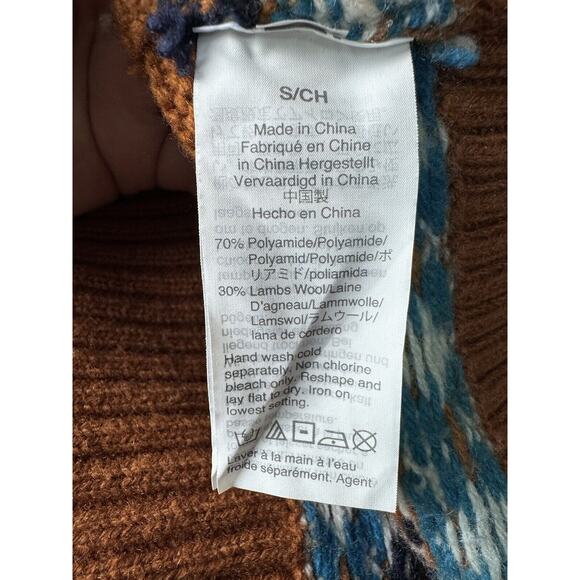 S/CH
Made in China
Fabriqué en Chine
in China Hergestellt
Vervaardigd in China
中国製
Hecho en China
70% Polyamide/Polyamide/
Polyamid/Polyamide/ポ
リアミド/poliamida
30% Lambs Wool/Laine
D'agneau/Lammwolle/
Lamswol/ラムウール/
lana de cordero
Hand wash cold
separately. Non chlorine
bleach only. Reshape and
lay flat to dry. Iron on
lowest setting.
Laver à la main à l'eau
froide séparément. Agent